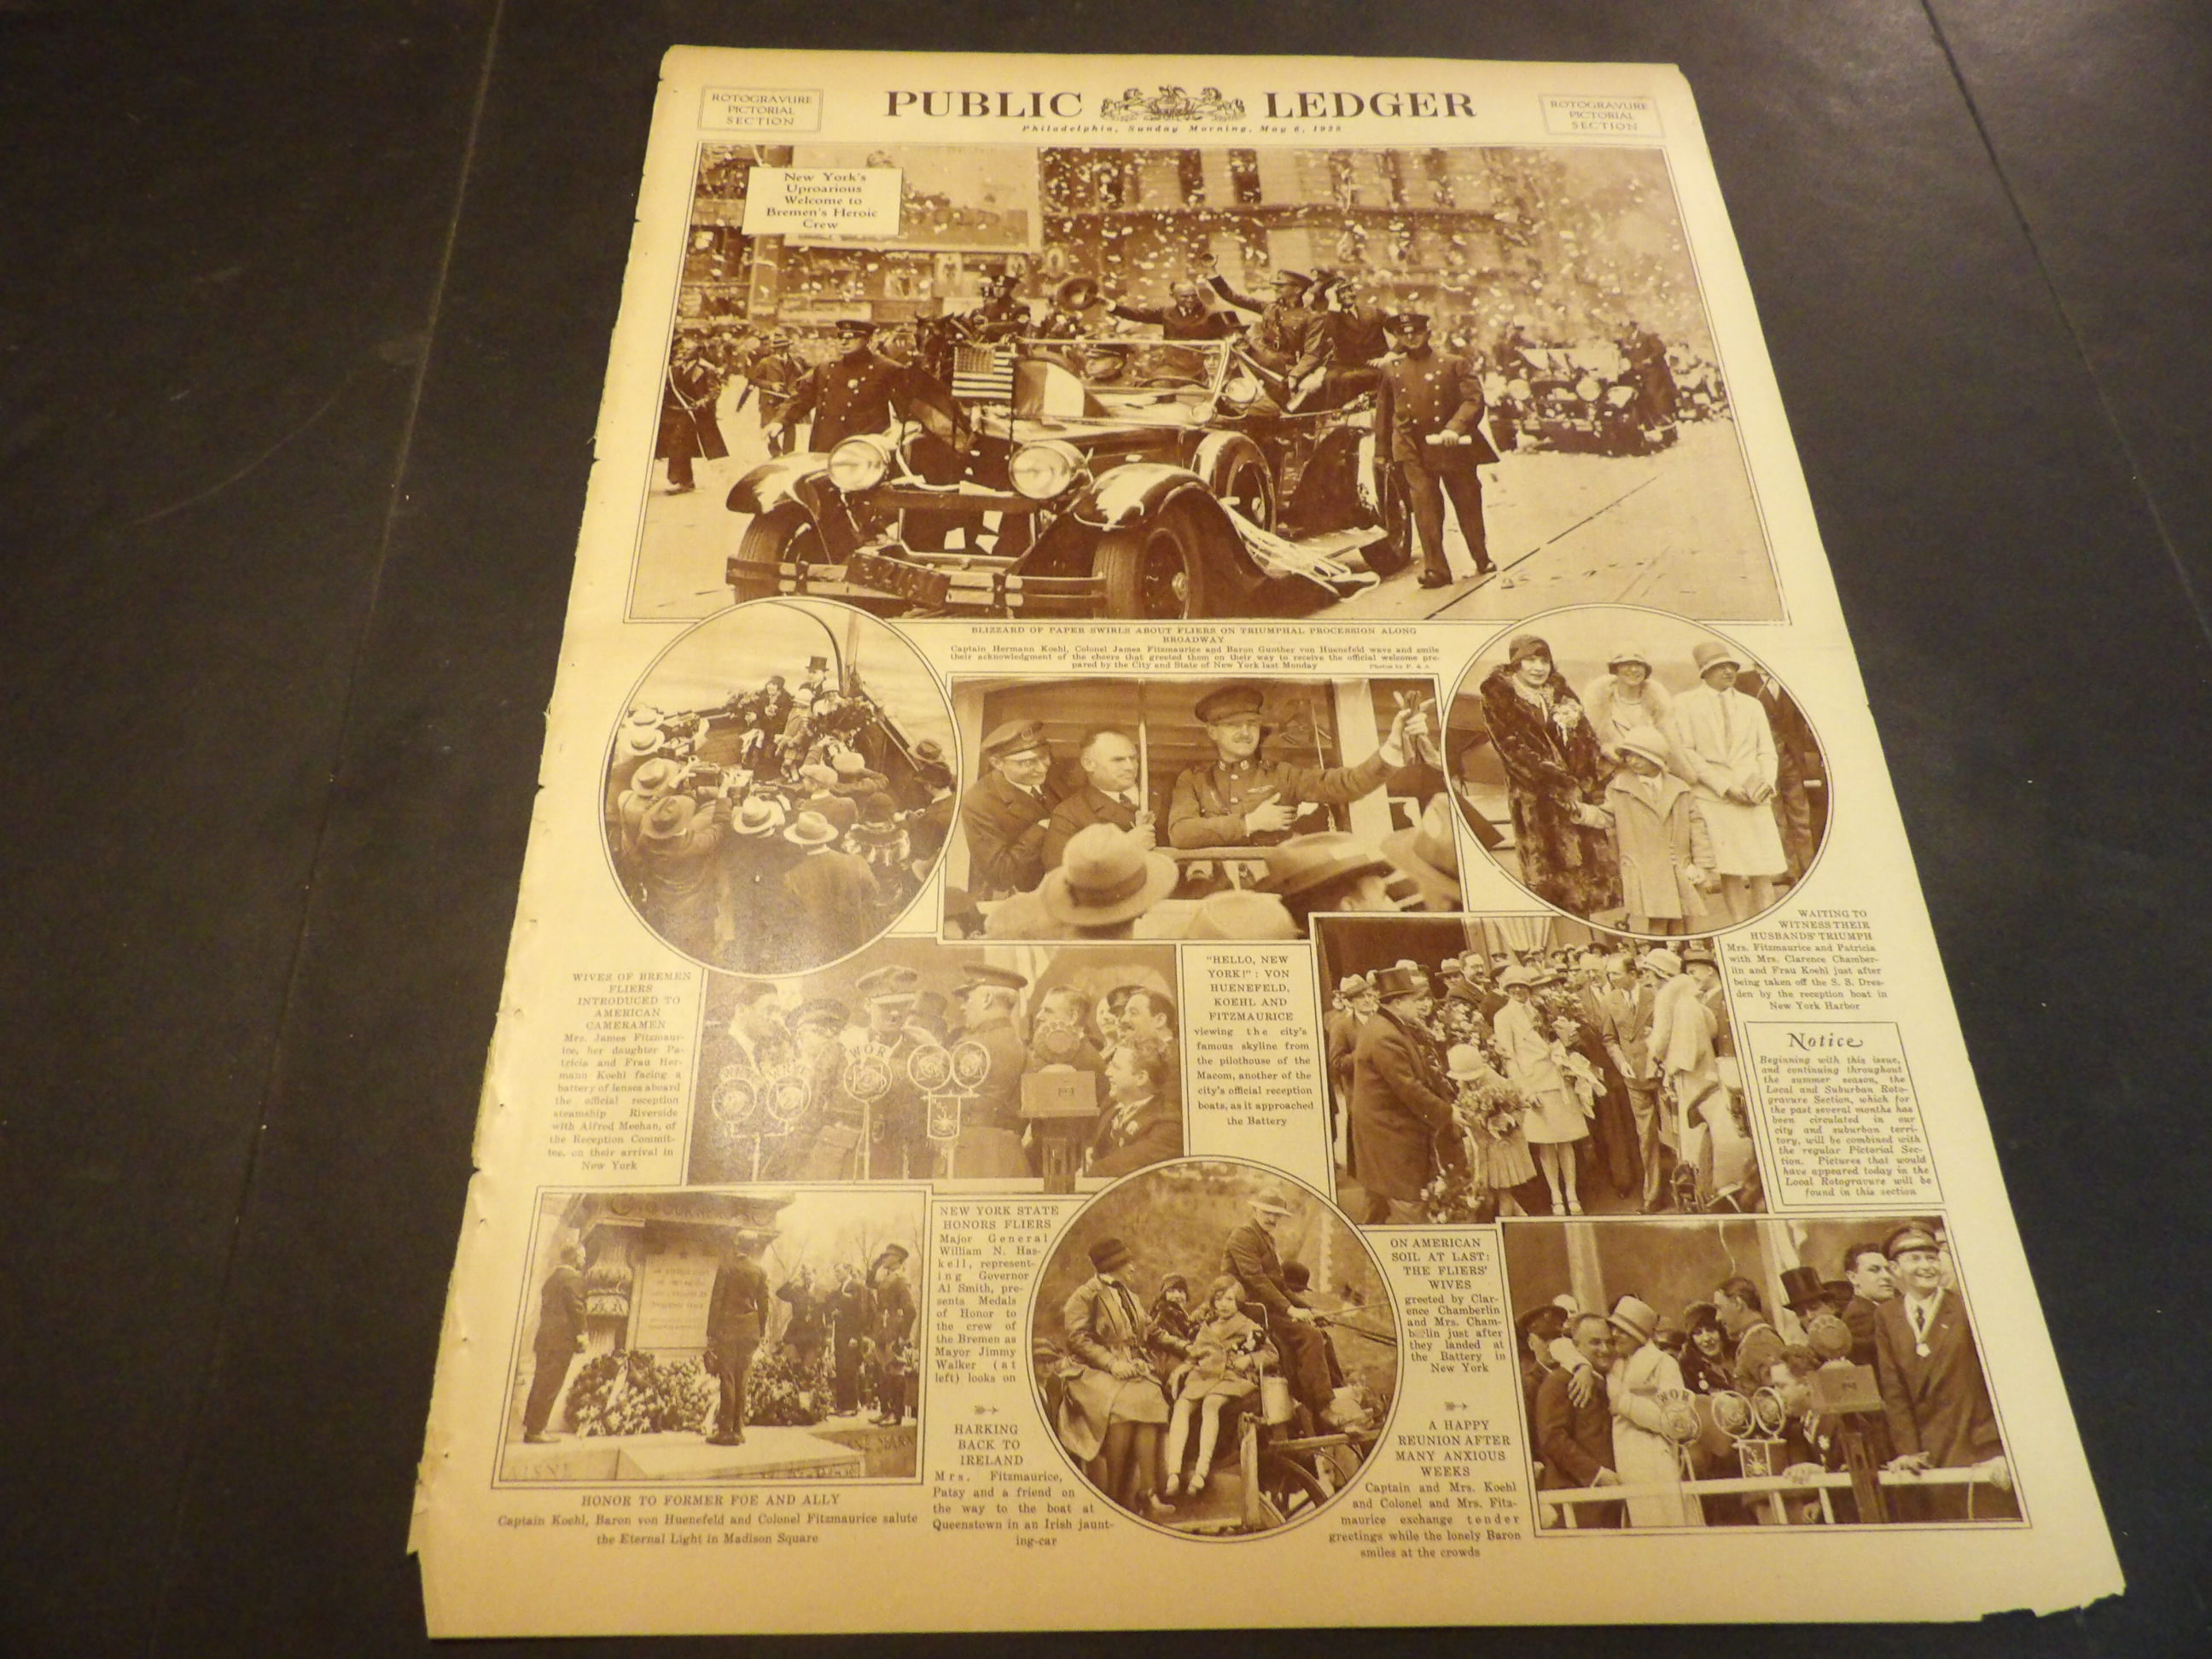 ROTOGRAVURE
PICTORIAL
SECTION
PUBLIC LEDGER
Philadelphia, Sunday Morning, May 6, 1928
ROTOGRAVURE
PICTORIAL
SECTION
New York's
Uproarious
Welcome to
Bremen's Heroic
Crew
POLICE
BLIZZARD OF PAPER SWIRLS ABOUT FLIERS ON TRIUMPHAL PROCESSION ALONG
BROADWAY
Captain Hermann Koehl, Colonel James Fitzmaurice and Baron Gunther von Huenefeld wave and smile
their acknowledgment of the cheers that greeted them on their way to receive the official welcome pre-
pared by the City and State of New York last Monday
Photos by P. & A.
WIVES OF BREMEN
FLIERS
INTRODUCED TO
AMERICAN
CAMERAMEN
Mrs. James Fitzmaur-
ice, her daughter Pa-
tricia and Frau Her-
mann Koehl facing a
battery of lenses aboard
the official reception
steamship Riverside
with Alfred Meehan, of
the Reception Commit-
tee, on their arrival in
New York
WOR
"HELLO, NEW
YORK!": VON
HUENEFELD,
KOEHL AND
FITZMAURICE
viewing the city's
famous skyline from
the pilothouse of the
Macom, another of the
city's official reception
boats, as it approached
the Battery
WAITING TO
WITNESS THEIR
HUSBANDS' TRIUMPH
Mrs. Fitzmaurice and Patricia
with Mrs. Clarence Chamber-
lin and Frau Koehl just after
being taken off the S. S. Dres-
den by the reception boat in
New York Harbor
Notice
Beginning with this issue,
and continuing throughout
the summer season, the
Local and Suburban Roto-
gravure Section, which for
the past several months has
been circulated in our
city and suburban terri-
tory, will be combined with
the regular Pictorial Sec-
tion. Pictures that would
have appeared today in the
Local Rotogravure will be
found in this section
HONOR TO FORMER FOE AND ALLY
Captain Koehl, Baron von Huenefeld and Colonel Fitzmaurice salute
the Eternal Light in Madison Square
NEW YORK STATE
HONORS FLIERS
Major General
William N. Has-
kell, represent-
ing Governor
Al Smith, pre-
sents Medals
of Honor to
the crew of
the Bremen as
Mayor Jimmy
Walker (at
left) looks on
HARKING
BACK TO
IRELAND
Mrs. Fitzmaurice,
Patsy and a friend on
the way to the boat at
Queenstown in an Irish jaunt-
ing-car
ON AMERICAN
SOIL AT LAST:
THE FLIERS'
WIVES
greeted by Clar-
ence Chamberlin
and Mrs. Cham-
b lin just after
they landed at
the Battery in
New York
A HAPPY
REUNION AFTER
MANY ANXIOUS
WEEKS
Captain and Mrs. Koehl
and Colonel and Mrs. Fitz-
maurice exchange tender
greetings while the lonely Baron
smiles at the crowds
WOR